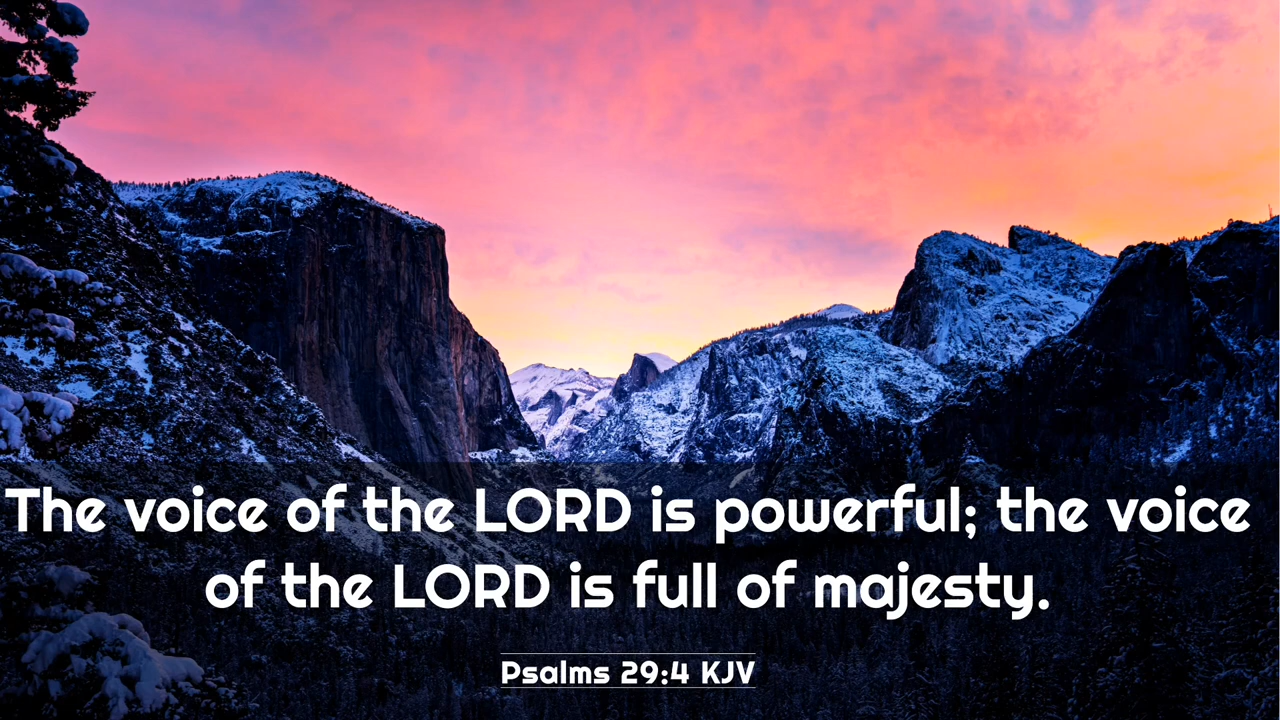 The voice of the LORD is powerful; the voice
of the LORD is full of majesty.
Psalms 29:4 KJV